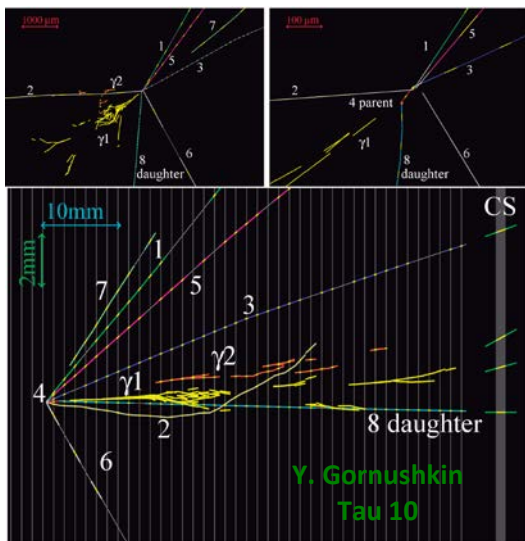 1000 μm
1
7
5
2
γ2
3
γ1
8
daughter
6
100 μm
1
5
3
2
4 parent
γ1
8
daughter
6
10mm
CS
2mm
7
1
5
3
γ2
4
γ1
2
8 daughter
6
Y. Gornushkin
Tau 10